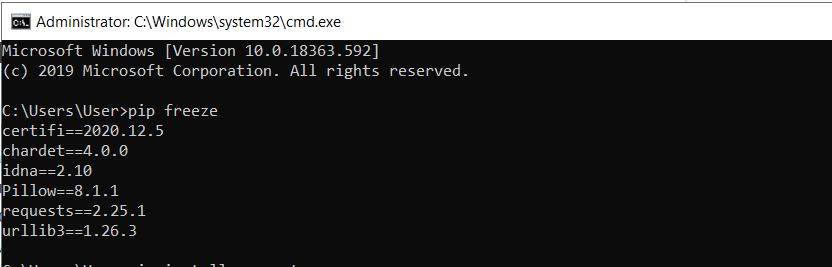 Administrator: C:\Windows\system32\cmd.exe
Microsoft Windows [Version 10.0.18363.592]
(c) 2019 Microsoft Corporation. All rights reserved.
C:\Users\User>pip freeze
certifi==2020.12.5
chardet==4.0.0
idna==2.10
Pillow==8.1.1
requests==2.25.1
urllib3==1.26.3